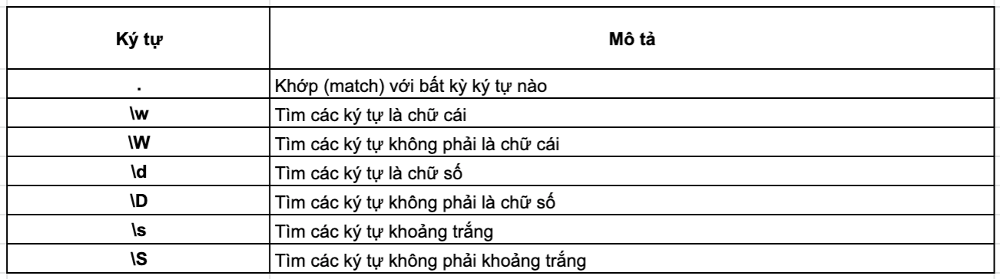 Ký tự Mô tả
. Khớp (match) với bất kỳ ký tự nào
\w Tìm các ký tự là chữ cái
\W Tìm các ký tự không phải là chữ cái
\d Tìm các ký tự là chữ số
\D Tìm các ký tự không phải là chữ số
\s Tìm các ký tự khoảng trắng
\S Tìm các ký tự không phải khoảng trắng